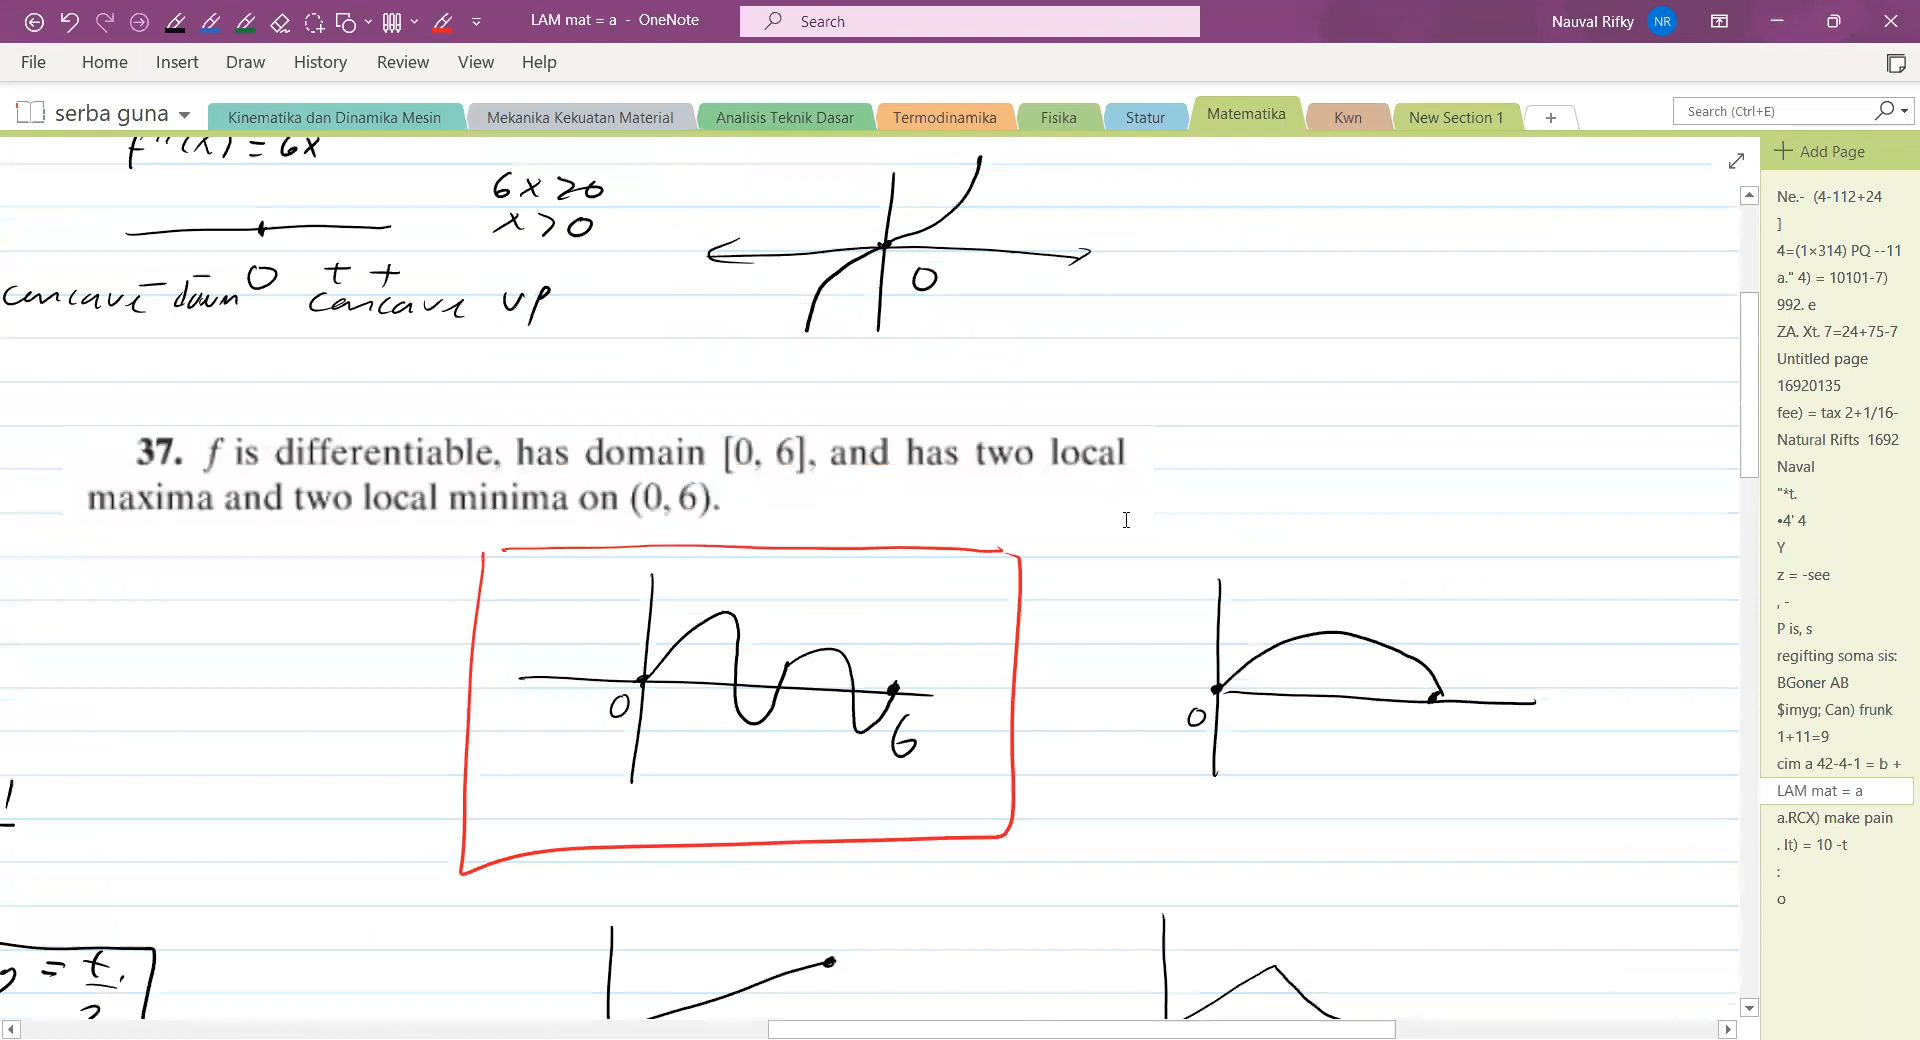 LAM mat = a - OneNote
Search
Nauval Rifky
NR
File Home Insert Draw History Review View Help
serba guna
Kinematika dan Dinamika Mesin
Mekanika Kekuatan Material
Analisis Teknik Dasar
Termodinamika
Fisika
Statur
Matematika
Kwn
New Section 1
+
Search (Ctrl+E)
f''(x) = 6x
6x >0
x > 0
- - 0 + +
concave down concave up
0
37. f is differentiable, has domain [0, 6], and has two local
maxima and two local minima on (0, 6).
0
6
0
1
= t
2
Add Page
Ne.- (4-112+24
]
4=(1×314) PQ --11
a." 4) = 10101-7)
992. e
ZA. Xt. 7=24+75-7
Untitled page
16920135
fee) = tax 2+1/16-
Natural Rifts 1692
Naval
"*t.
•4' 4
Y
z = -see
, -
P is, s
regifting soma sis:
BGoner AB
$imyg; Can) frunk
1+11=9
cim a 42-4-1 = b +
LAM mat = a
a.RCX) make pain
. It) = 10 -t
:
o